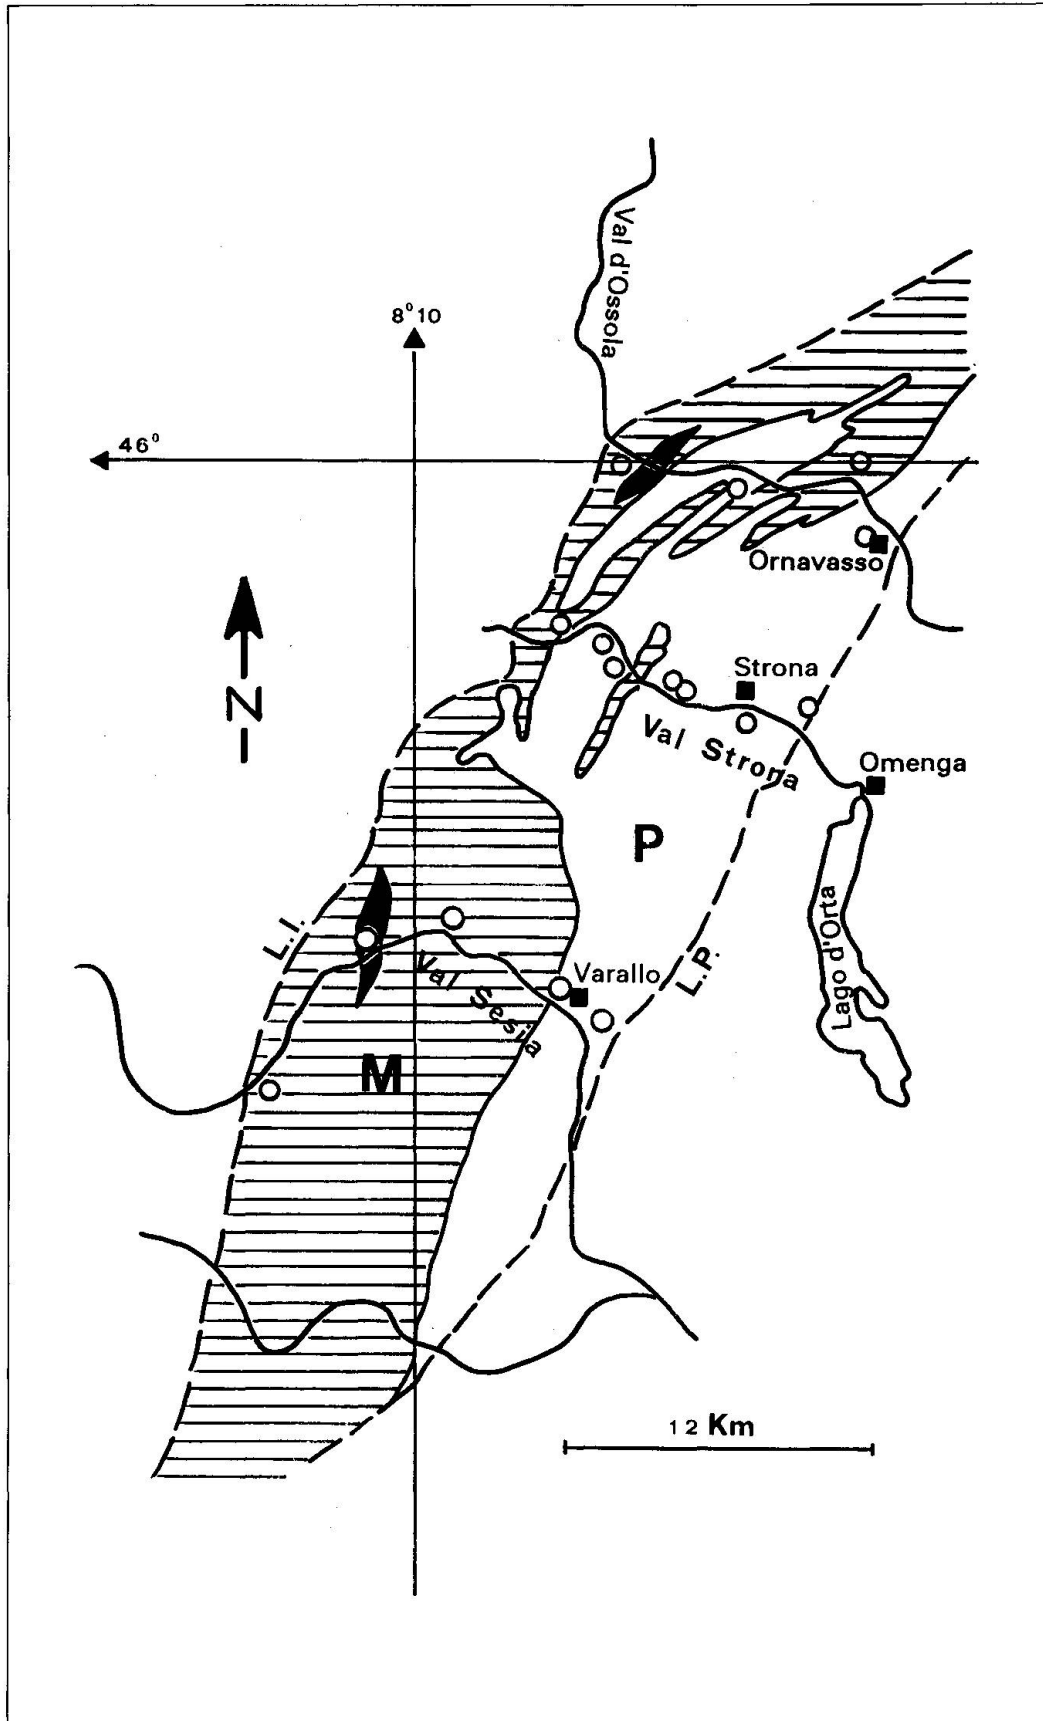 Val d'Ossola
8°10
46°
Ornavasso
N
Strona
Val Strona
Omenga
P
L.I.
Lago d'Orta
Varallo
L.P.
Val Sesia
M
12 Km